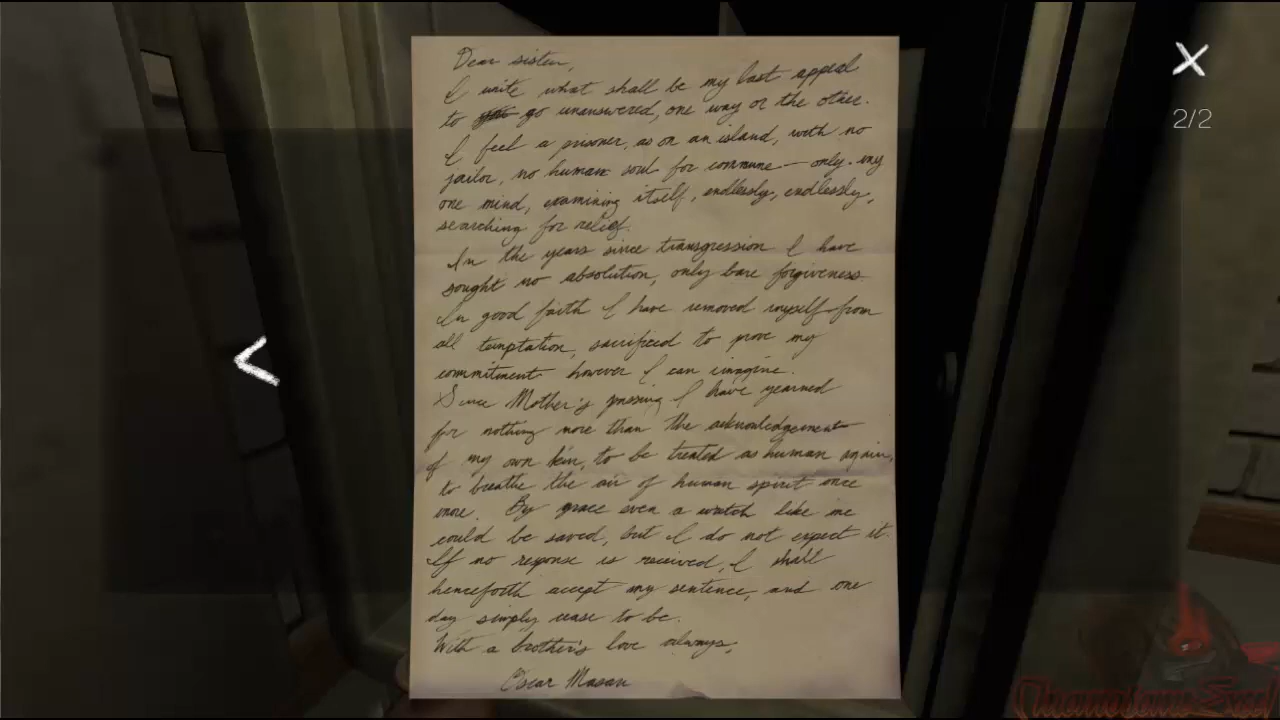 Dear sister,
I write what shall be my last appeal
to go unanswered, one way or the other.
I feel a prisoner, as on an island, with no
jailor, no human soul for commune — only my
one mind, examining itself, endlessly, endlessly,
searching for relief.
In the years since transgression I have
sought no absolution, only bare forgiveness.
In good faith I have removed myself from
all temptation, sacrificed to prove my
commitment however I can imagine.
Since Mother's passing I have yearned
for nothing more than the acknowledgement
of my own kin, to be treated as human again,
to breathe the air of human spirit once
more. By grace even a wretch like me
could be saved, but I do not expect it.
If no response is received, I shall
henceforth accept my sentence, and one
day simply cease to be.
With a brother's love always,
Oscar Masan
2/2